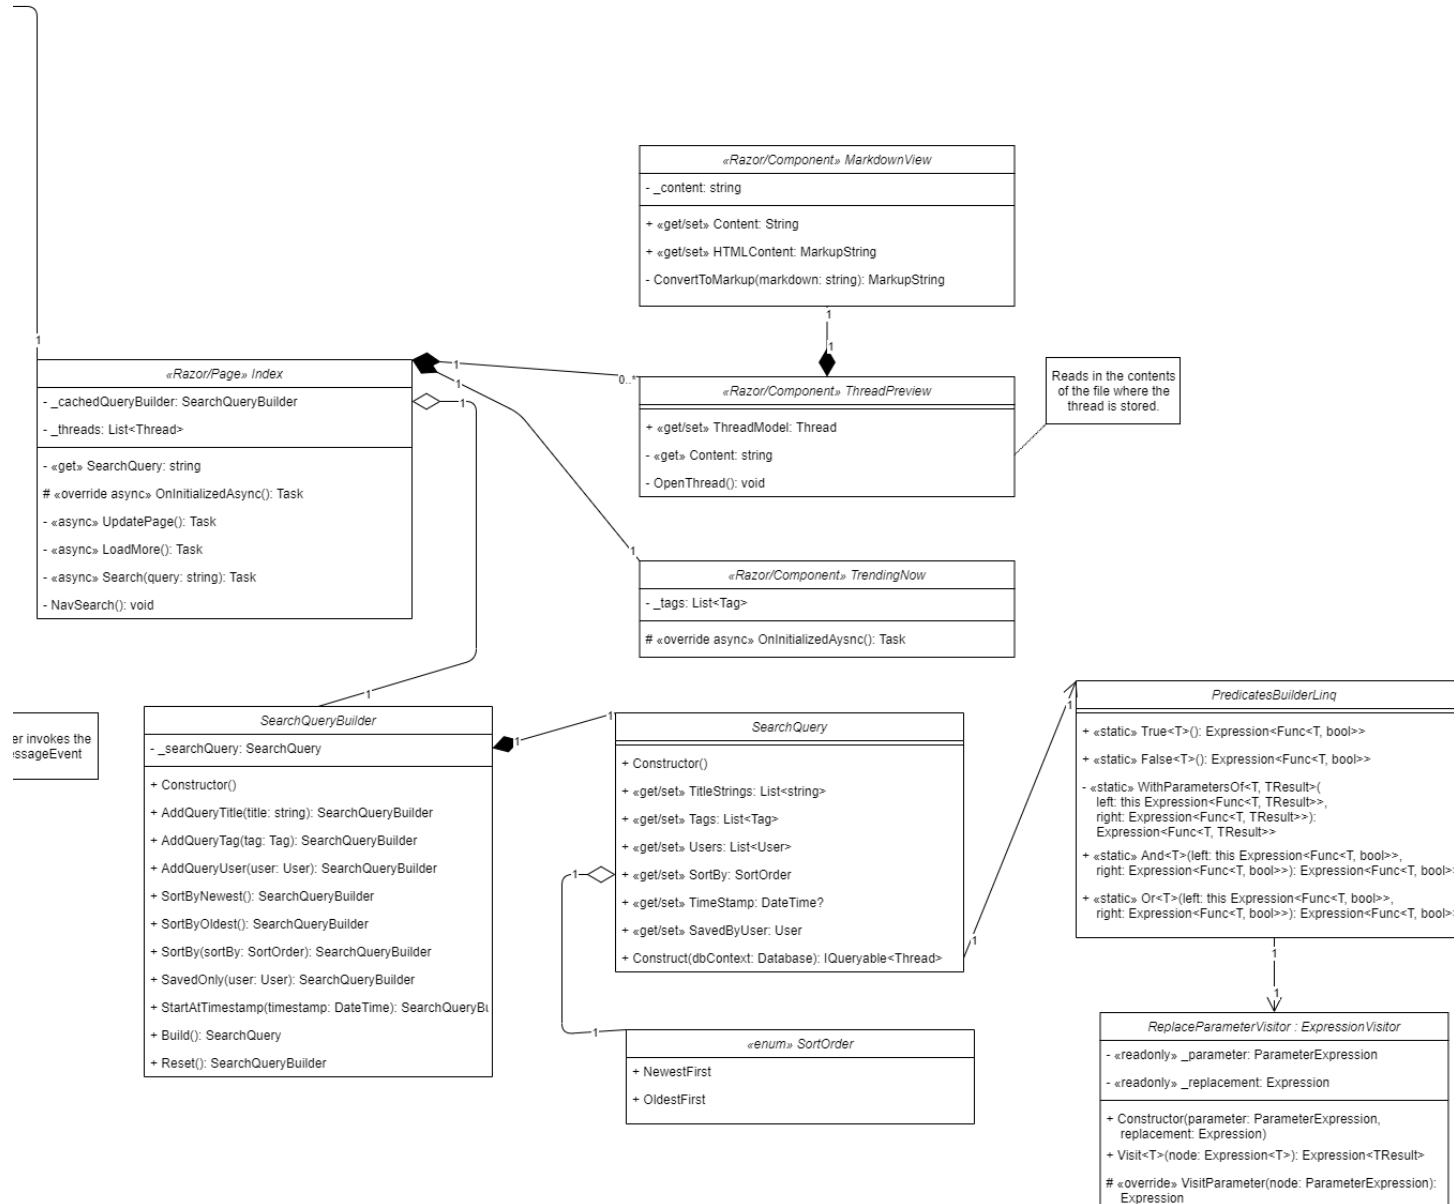 «Razor/Component» MarkdownView
- _content: string
+ «get/set» Content: String
+ «get/set» HTMLContent: MarkupString
- ConvertToMarkup(markdown: string): MarkupString
1
1
1
«Razor/Page» Index
- _cachedQueryBuilder: SearchQueryBuilder
- _threads: List<Thread>
- «get» SearchQuery: string
# «override async» OnInitializedAsync(): Task
- «async» UpdatePage(): Task
- «async» LoadMore(): Task
- «async» Search(query: string): Task
- NavSearch(): void
1
0..*
1
1
1
1
«Razor/Component» ThreadPreview
+ «get/set» ThreadModel: Thread
- «get» Content: string
- OpenThread(): void
Reads in the contents
of the file where the
thread is stored.
«Razor/Component» TrendingNow
- _tags: List<Tag>
# «override async» OnInitializedAysnc(): Task
er invokes the
essageEvent
SearchQueryBuilder
- _searchQuery: SearchQuery
+ Constructor()
+ AddQueryTitle(title: string): SearchQueryBuilder
+ AddQueryTag(tag: Tag): SearchQueryBuilder
+ AddQueryUser(user: User): SearchQueryBuilder
+ SortByNewest(): SearchQueryBuilder
+ SortByOldest(): SearchQueryBuilder
+ SortBy(sortBy: SortOrder): SearchQueryBuilder
+ SavedOnly(user: User): SearchQueryBuilder
+ StartAtTimestamp(timestamp: DateTime): SearchQueryBu
+ Build(): SearchQuery
+ Reset(): SearchQueryBuilder
1
1
SearchQuery
+ Constructor()
+ «get/set» TitleStrings: List<string>
+ «get/set» Tags: List<Tag>
+ «get/set» Users: List<User>
+ «get/set» SortBy: SortOrder
+ «get/set» TimeStamp: DateTime?
+ «get/set» SavedByUser: User
+ Construct(dbContext: Database): IQueryable<Thread>
1
1
1
1
«enum» SortOrder
+ NewestFirst
+ OldestFirst
PredicatesBuilderLinq
+ «static» True<T>(): Expression<Func<T, bool>>
+ «static» False<T>(): Expression<Func<T, bool>>
- «static» WithParametersOf<T, TResult>(
left: this Expression<Func<T, TResult>>,
right: Expression<Func<T, TResult>>):
Expression<Func<T, TResult>>
+ «static» And<T>(left: this Expression<Func<T, bool>>,
right: Expression<Func<T, bool>>): Expression<Func<T, bool>>
+ «static» Or<T>(left: this Expression<Func<T, bool>>,
right: Expression<Func<T, bool>>): Expression<Func<T, bool>>
1
1
ReplaceParameterVisitor : ExpressionVisitor
- «readonly» _parameter: ParameterExpression
- «readonly» _replacement: Expression
+ Constructor(parameter: ParameterExpression,
replacement: Expression)
+ Visit<T>(node: Expression<T>): Expression<TResult>
# «override» VisitParameter(node: ParameterExpression):
Expression